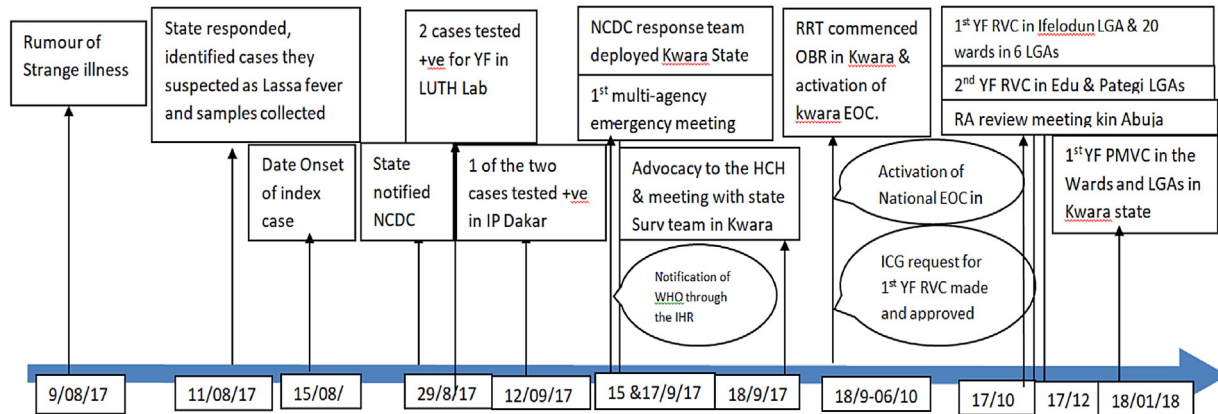 Rumour of
Strange illness
State responded,
identified cases they
suspected as Lassa fever
and samples collected
Date Onset
of index
case
State
notified
NCDC
2 cases tested
+ve for YF in
LUTH Lab
1 of the two
cases tested +ve
in IP Dakar
NCDC response team
deployed Kwara State
1st multi-agency
emergency meeting
Advocacy to the HCH
& meeting with state
Surv team in Kwara
Notification of
WHO through
the IHR
RRT commenced
OBR in Kwara &
activation of
kwara EOC.
Activation of
National EOC in
ICG request for
1st YF RVC made
and approved
1st YF RVC in Ifelodun LGA & 20
wards in 6 LGAs
2nd YF RVC in Edu & Pategi LGAs
RA review meeting kin Abuja
1st YF PMVC in the
Wards and LGAs in
Kwara state
9/08/17
11/08/17
15/08/
29/8/17
12/09/17
15 &17/9/17
18/9/17
18/9-06/10
17/10
17/12
18/01/18